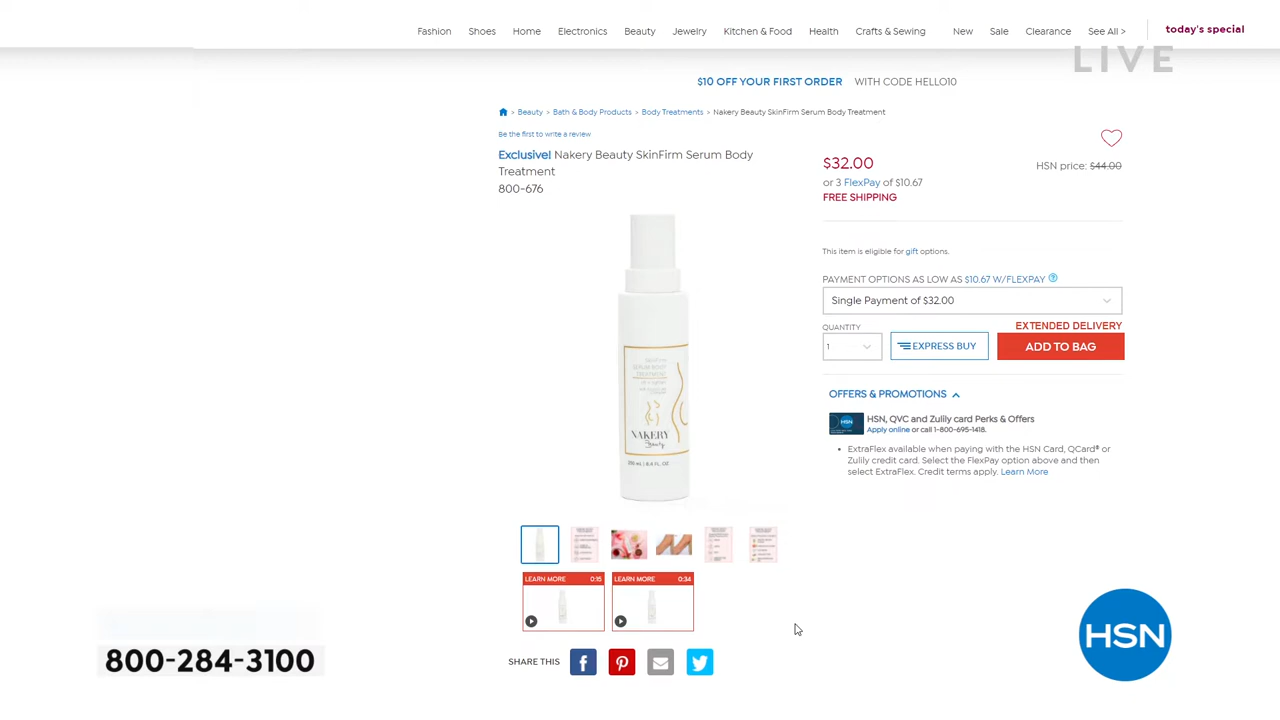 Fashion Shoes Home Electronics Beauty Jewelry Kitchen & Food Health Crafts & Sewing New Sale Clearance See All > today's special
LIVE
$10 OFF YOUR FIRST ORDER WITH CODE HELLO10
> Beauty > Bath & Body Products > Body Treatments > Nakery Beauty SkinFirm Serum Body Treatment
Be the first to write a review
Exclusive! Nakery Beauty SkinFirm Serum Body
Treatment
800-676
$32.00
HSN price: $44.00
or 3 FlexPay of $10.67
FREE SHIPPING
This item is eligible for gift options.
PAYMENT OPTIONS AS LOW AS $10.67 W/FLEXPAY ?
Single Payment of $32.00
QUANTITY
EXTENDED DELIVERY
1
EXPRESS BUY
ADD TO BAG
OFFERS & PROMOTIONS
HSN, QVC and Zulily card Perks & Offers
Apply online or call 1-800-695-1418.
• ExtraFlex available when paying with the HSN Card, QCard® or
Zulily credit card. Select the FlexPay option above and then
select ExtraFlex. Credit terms apply. Learn More
SERUM BODY
TREATMENT
NAKERY
Beauty
LEARN MORE 0:15
LEARN MORE 0:34
SHARE THIS
800-284-3100
HSN